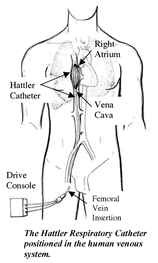 Right
Atrium
Hattler
Catheter
Vena
Cava
Drive
Console
Femoral
Vein
Insertion
The Hattler Respiratory Catheter
positioned in the human venous
system.